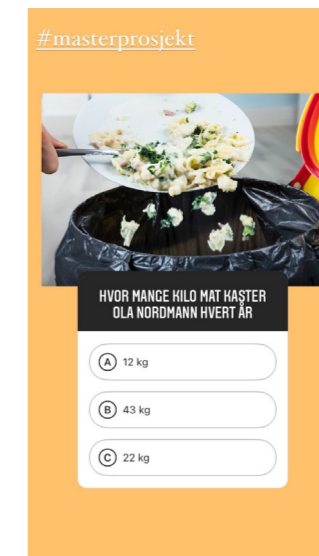 #masterprosjekt
HVOR MANGE KILO MAT KASTER
OLA NORDMANN HVERT ÅR
A 12 kg
B 43 kg
C 22 kg